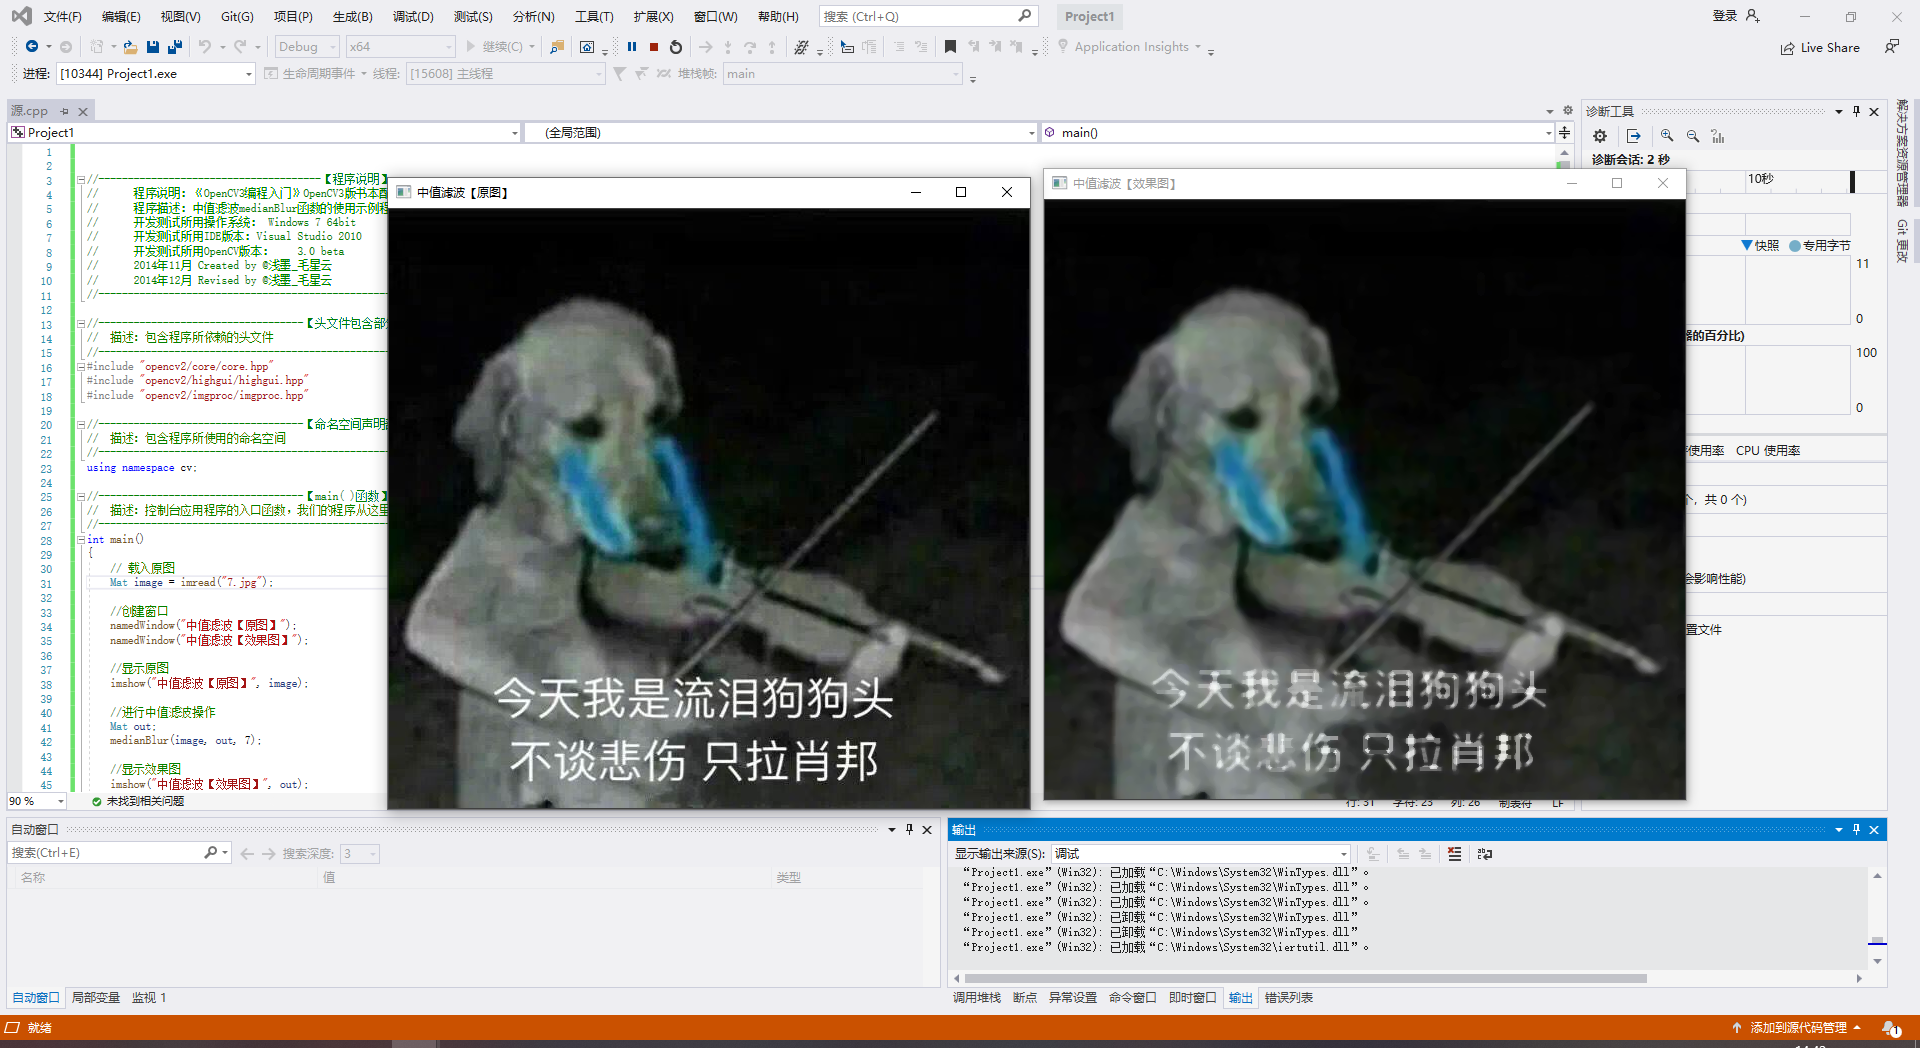 文件(F) 编辑(E) 视图(V) Git(G) 项目(P) 生成(B) 调试(D) 测试(S) 分析(N) 工具(T) 扩展(X) 窗口(W) 帮助(H) 搜索 (Ctrl+Q) Project1 登录
Debug x64 继续(C) Application Insights Live Share
进程: [10344] Project1.exe 生命周期事件 线程: [15608] 主线程 堆栈帧: main
源.cpp
Project1 (全局范围) main()
1
2
3 //--------------------------------------【程序说明】
4 // 程序说明：《OpenCV3编程入门》OpenCV3版书本配
5 // 程序描述：中值滤波medianBlur函数的使用示例程
6 // 开发测试所用操作系统： Windows 7 64bit
7 // 开发测试所用IDE版本：Visual Studio 2010
8 // 开发测试所用OpenCV版本： 3.0 beta
9 // 2014年11月 Created by @浅墨_毛星云
10 // 2014年12月 Revised by @浅墨_毛星云
11 //--------------------------------------------------
12
13 //-----------------------------------【头文件包含部
14 // 描述：包含程序所依赖的头文件
15 //--------------------------------------------------
16 #include "opencv2/core/core.hpp"
17 #include "opencv2/highgui/highgui.hpp"
18 #include "opencv2/imgproc/imgproc.hpp"
19
20 //-----------------------------------【命名空间声明
21 // 描述：包含程序所使用的命名空间
22 //--------------------------------------------------
23 using namespace cv;
24
25 //-----------------------------------【main( )函数】
26 // 描述：控制台应用程序的入口函数，我们的程序从这里
27 //--------------------------------------------------
28 int main()
29 {
30 // 载入原图
31 Mat image = imread("7.jpg");
32
33 //创建窗口
34 namedWindow("中值滤波【原图】");
35 namedWindow("中值滤波【效果图】");
36
37 //显示原图
38 imshow("中值滤波【原图】", image);
39
40 //进行中值滤波操作
41 Mat out;
42 medianBlur(image, out, 7);
43
44 //显示效果图
45 imshow("中值滤波【效果图】", out);
90 % 未找到相关问题 行: 31 字符: 23 列: 26 制表符 LF
中值滤波【原图】
今天我是流泪狗狗头
不谈悲伤 只拉肖邦
中值滤波【效果图】
今天我是流泪狗狗头
不谈悲伤 只拉肖邦
诊断工具
诊断会话: 2 秒
10秒
快照 专用字节
11
0
器的百分比)
100
0
使用率 CPU 使用率
个，共 0 个)
会影响性能)
置文件
解决方案资源管理器
Git 更改
自动窗口
搜索(Ctrl+E) 搜索深度: 3
名称 值 类型
自动窗口 局部变量 监视 1
输出
显示输出来源(S): 调试
“Project1.exe”(Win32): 已加载“C:\Windows\System32\WinTypes.dll”。
“Project1.exe”(Win32): 已加载“C:\Windows\System32\WinTypes.dll”。
“Project1.exe”(Win32): 已加载“C:\Windows\System32\WinTypes.dll”。
“Project1.exe”(Win32): 已卸载“C:\Windows\System32\WinTypes.dll”
“Project1.exe”(Win32): 已卸载“C:\Windows\System32\WinTypes.dll”
“Project1.exe”(Win32): 已加载“C:\Windows\System32\iertutil.dll”。
调用堆栈 断点 异常设置 命令窗口 即时窗口 输出 错误列表
就绪 添加到源代码管理 1